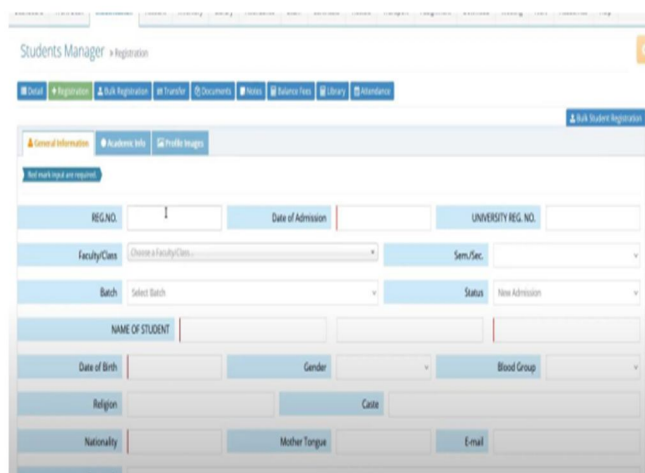 Students Manager » Registration
Detail Registration Bulk Registration Transfer Documents Notes Balance Fees Library Attendance
Bulk Student Registration
General Information Academic Info Profile Images
Red mark input are required.
REG.NO. Date of Admission UNIVERSITY REG. NO.
Faculty/Class Choose a Faculty/Class... Sem./Sec.
Batch Select Batch Status New Admission
NAME OF STUDENT
Date of Birth Gender Blood Group
Religion Caste
Nationality Mother Tongue E-mail